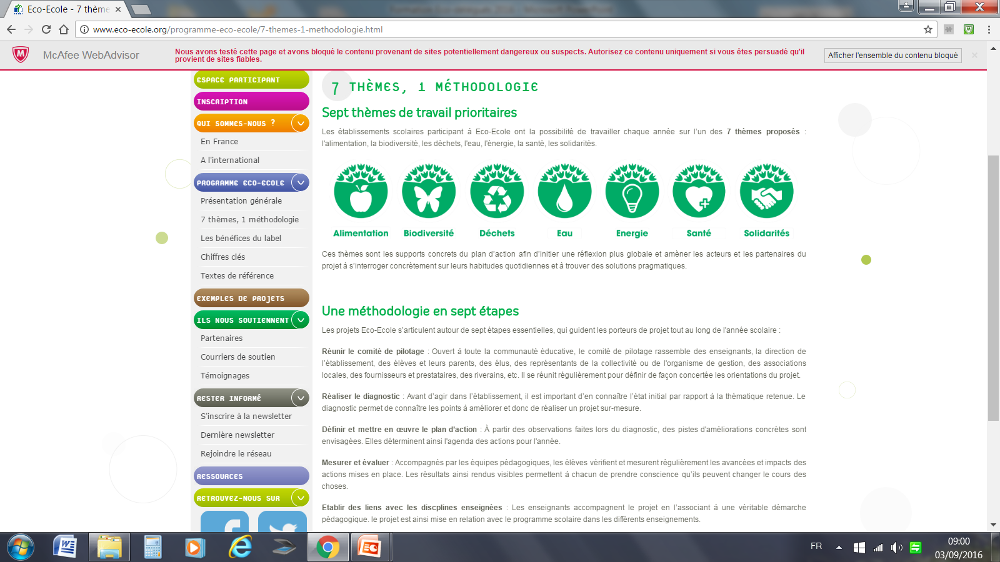 Eco-Ecole - 7 thème
www.eco-ecole.org/programme-eco-ecole/7-themes-1-methodologie.html
McAfee WebAdvisor
Nous avons testé cette page et avons bloqué le contenu provenant de sites potentiellement dangereux ou suspects. Autorisez ce contenu uniquement si vous êtes persuadé qu'il
provient de sites fiables.
Afficher l'ensemble du contenu bloqué
ESPACE PARTICIPANT
INSCRIPTION
QUI SOMMES-NOUS ?
En France
A l'international
PROGRAMME ECO-ECOLE
Présentation générale
7 thèmes, 1 méthodologie
Les bénéfices du label
Chiffres clés
Textes de référence
EXEMPLES DE PROJETS
ILS NOUS SOUTIENNENT
Partenaires
Courriers de soutien
Témoignages
RESTER INFORMÉ
S'inscrire à la newsletter
Dernière newsletter
Rejoindre le réseau
RESSOURCES
RETROUVEZ-NOUS SUR
7 THÈMES, 1 MÉTHODOLOGIE
Sept thèmes de travail prioritaires
Les établissements scolaires participant à Eco-Ecole ont la possibilité de travailler chaque année sur l'un des 7 thèmes proposés :
l'alimentation, la biodiversité, les déchets, l'eau, l'énergie, la santé, les solidarités.
Alimentation Biodiversité Déchets Eau Energie Santé Solidarités
Ces thèmes sont les supports concrets du plan d'action afin d'initier une réflexion plus globale et amènent les acteurs et les partenaires du
projet à s'interroger concrètement sur leurs habitudes quotidiennes et à trouver des solutions pragmatiques.
Une méthodologie en sept étapes
Les projets Eco-Ecole s'articulent autour de sept étapes essentielles, qui guident les porteurs de projet tout au long de l'année scolaire :
Réunir le comité de pilotage : Ouvert à toute la communauté éducative, le comité de pilotage rassemble des enseignants, la direction de
l'établissement, des élèves et leurs parents, des élus, des représentants de la collectivité ou de l'organisme de gestion, des associations
locales, des fournisseurs et prestataires, des riverains, etc. Il se réunit régulièrement pour définir de façon concertée les orientations du projet.
Réaliser le diagnostic : Avant d'agir dans l'établissement, il est important d'en connaître l'état initial par rapport à la thématique retenue. Le
diagnostic permet de connaître les points à améliorer et donc de réaliser un projet sur-mesure.
Définir et mettre en œuvre le plan d'action : À partir des observations faites lors du diagnostic, des pistes d'améliorations concrètes sont
envisagées. Elles déterminent ainsi l'agenda des actions pour l'année.
Mesurer et évaluer : Accompagnés par les équipes pédagogiques, les élèves vérifient et mesurent régulièrement les avancées et impacts des
actions mises en place. Les résultats ainsi rendus visibles permettent à chacun de prendre conscience qu'ils peuvent changer le cours des
choses.
Etablir des liens avec les discplines enseignées : Les enseignants accompagnent le projet en l'associant à une véritable démarche
pédagogique. le projet est ainsi mise en relation avec le programme scolaire dans les différents enseignements.
FR
09:00
03/09/2016